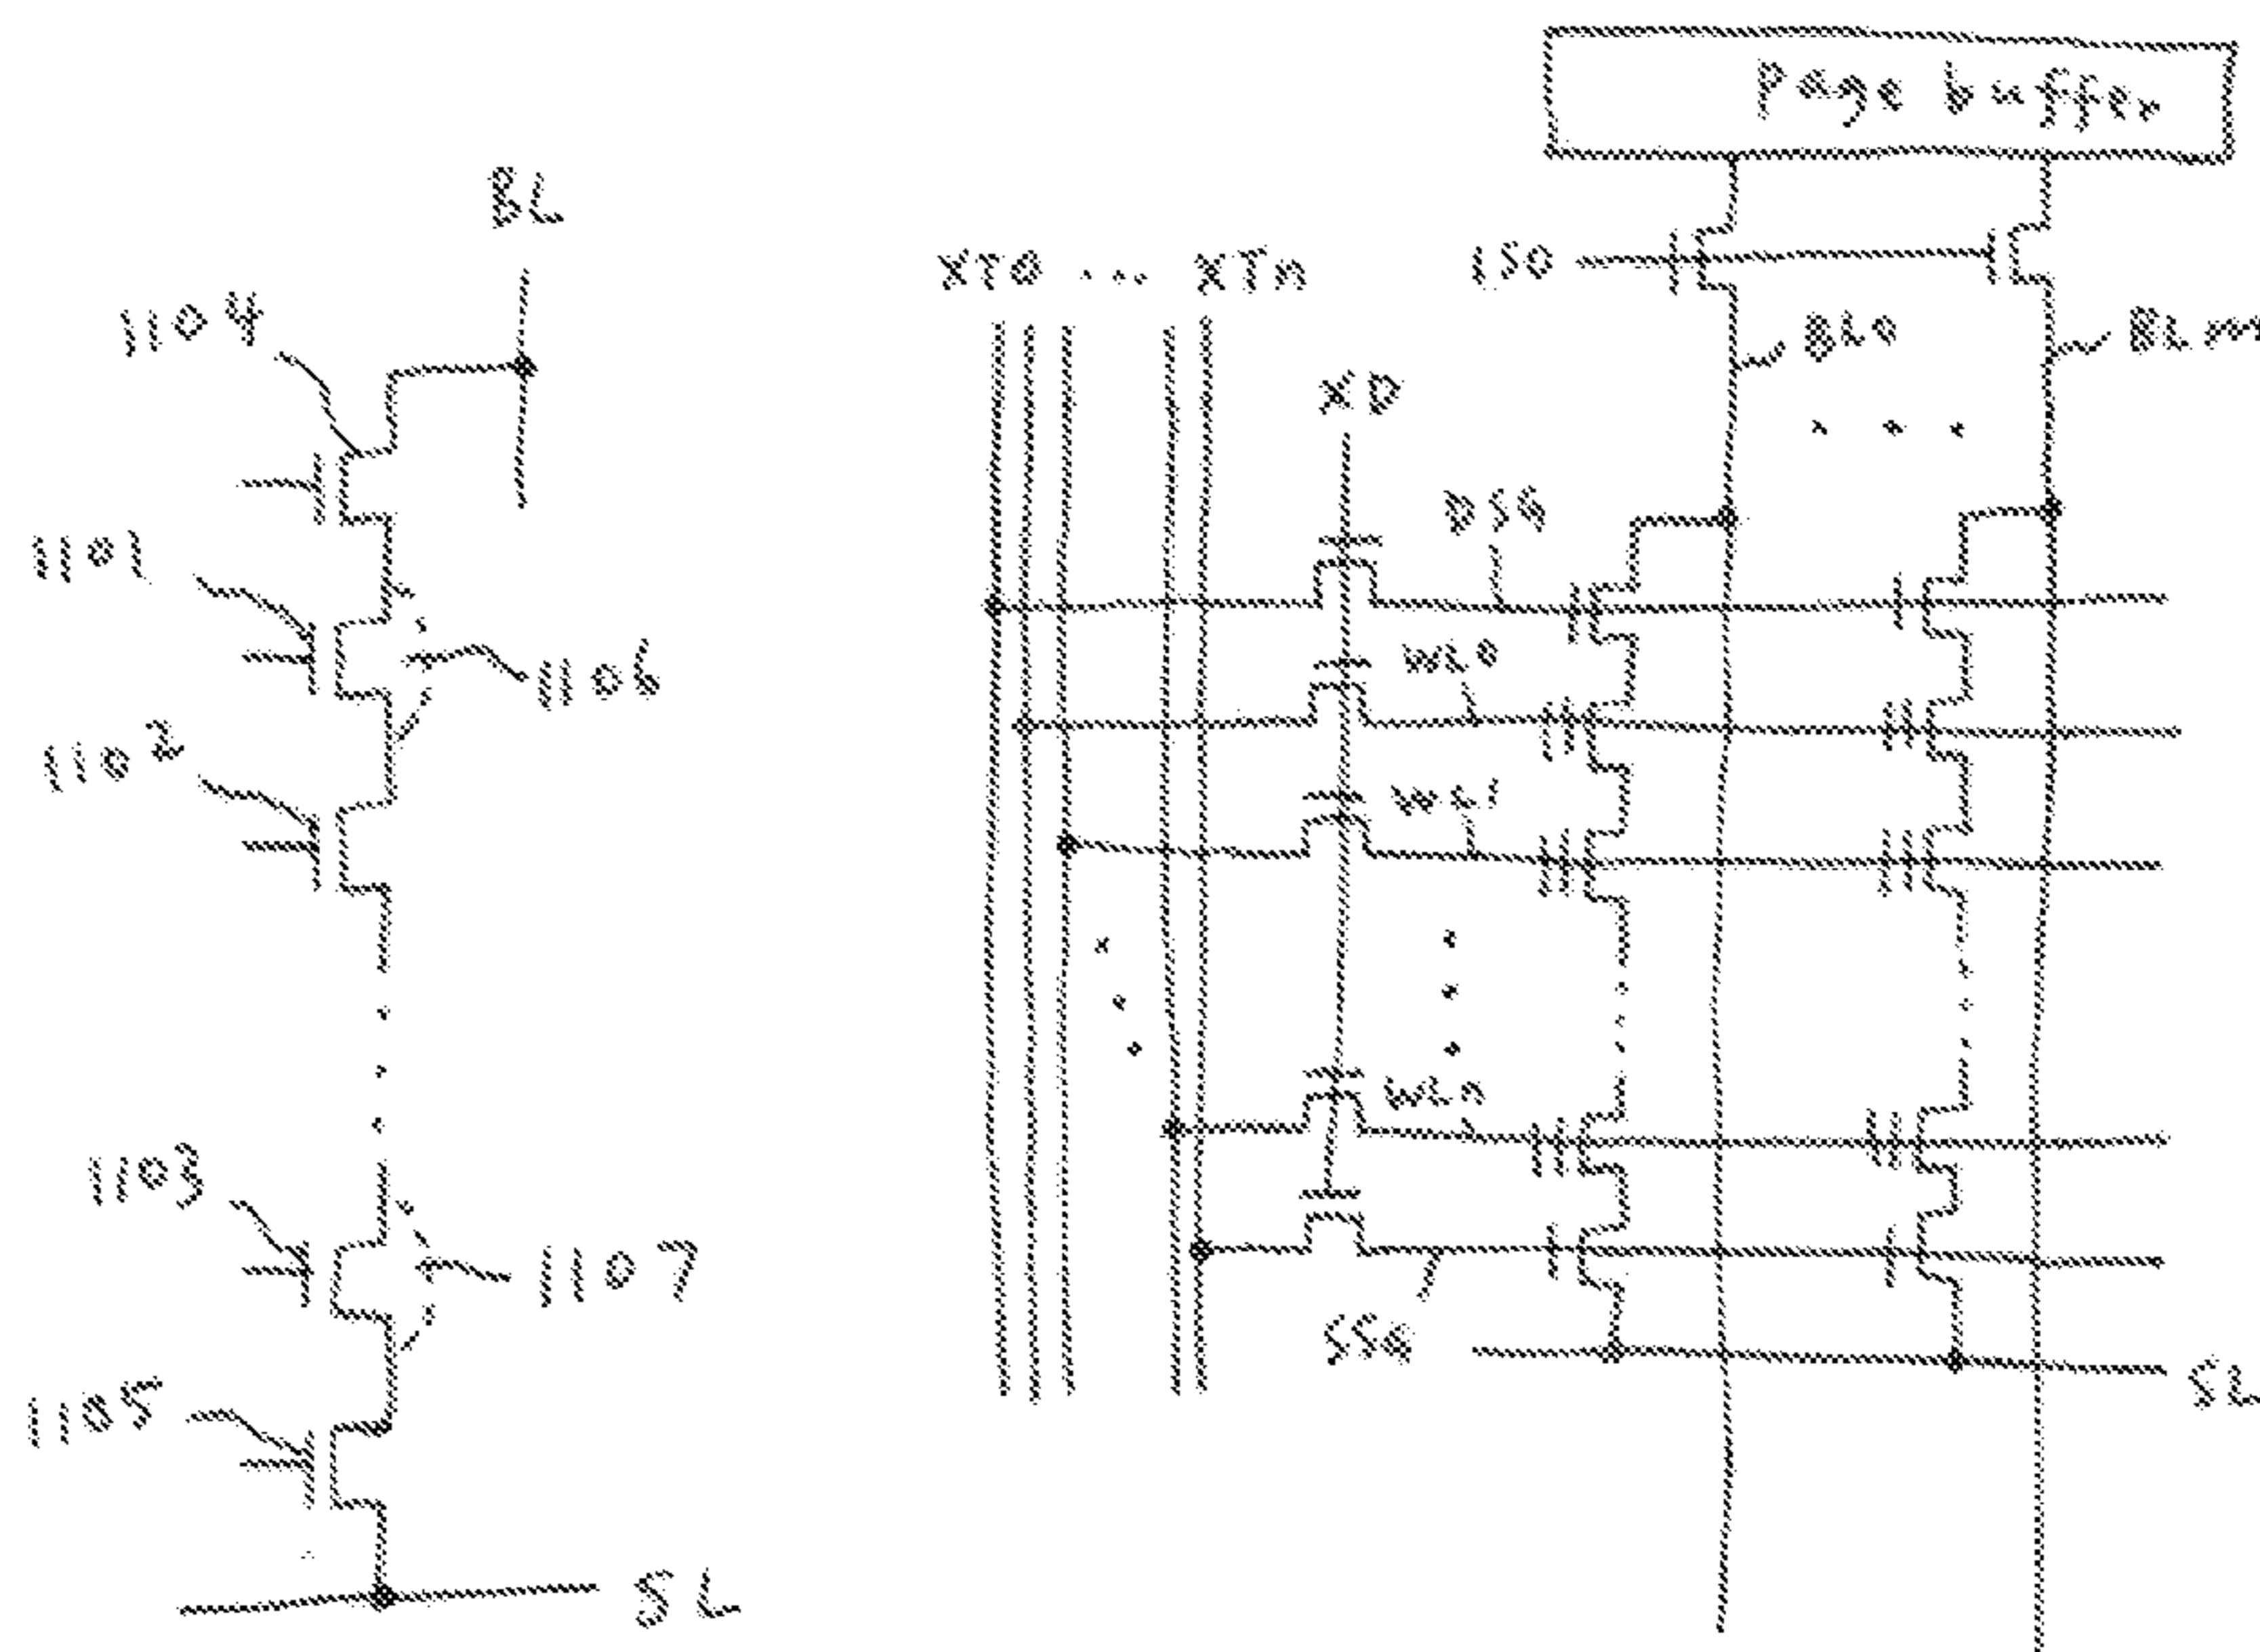 BL
1104
1101
1106
1102
1103
1107
1105
SL
Page buffer
XT0 ... XTn
ISO
BL0
BLm
XD
DSG
WL0
WL1
WLn
SSG
SL